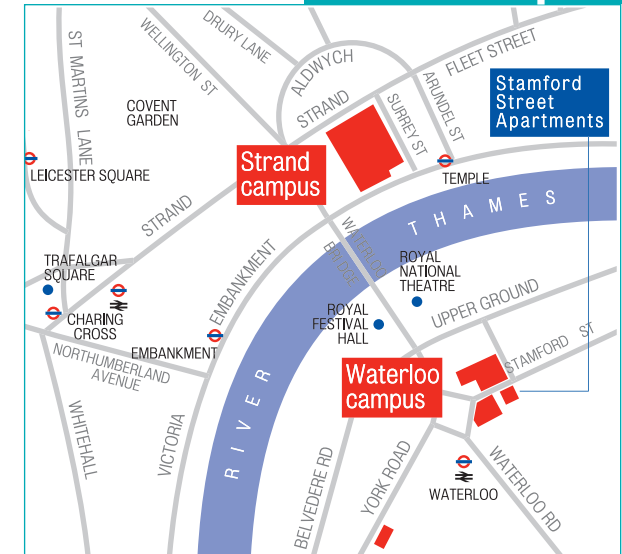 ST MARTINS LANE
WELLINGTON ST
DRURY LANE
ALDWYCH
FLEET STREET
STRAND
SURREY ST
ARUNDEL ST
Stamford
Street
Apartments
COVENT
GARDEN
Strand
campus
LEICESTER SQUARE
TEMPLE
STRAND
THAMES
WATERLOO
BRIDGE
EMBANKMENT
TRAFALGAR
SQUARE
ROYAL
NATIONAL
THEATRE
CHARING
CROSS
ROYAL
FESTIVAL
HALL
UPPER GROUND
EMBANKMENT
NORTHUMBERLAND
AVENUE
STAMFORD ST
Waterloo
campus
RIVER
WHITEHALL
VICTORIA
BELVEDERE RD
YORK ROAD
WATERLOO
WATERLOO RD